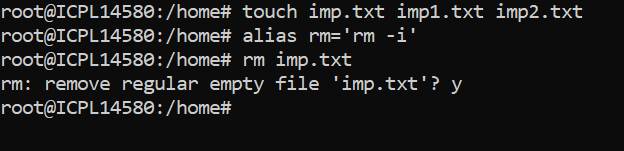 root@ICPL14580:/home# touch imp.txt imp1.txt imp2.txt
root@ICPL14580:/home# alias rm='rm -i'
root@ICPL14580:/home# rm imp.txt
rm: remove regular empty file 'imp.txt'? y
root@ICPL14580:/home#